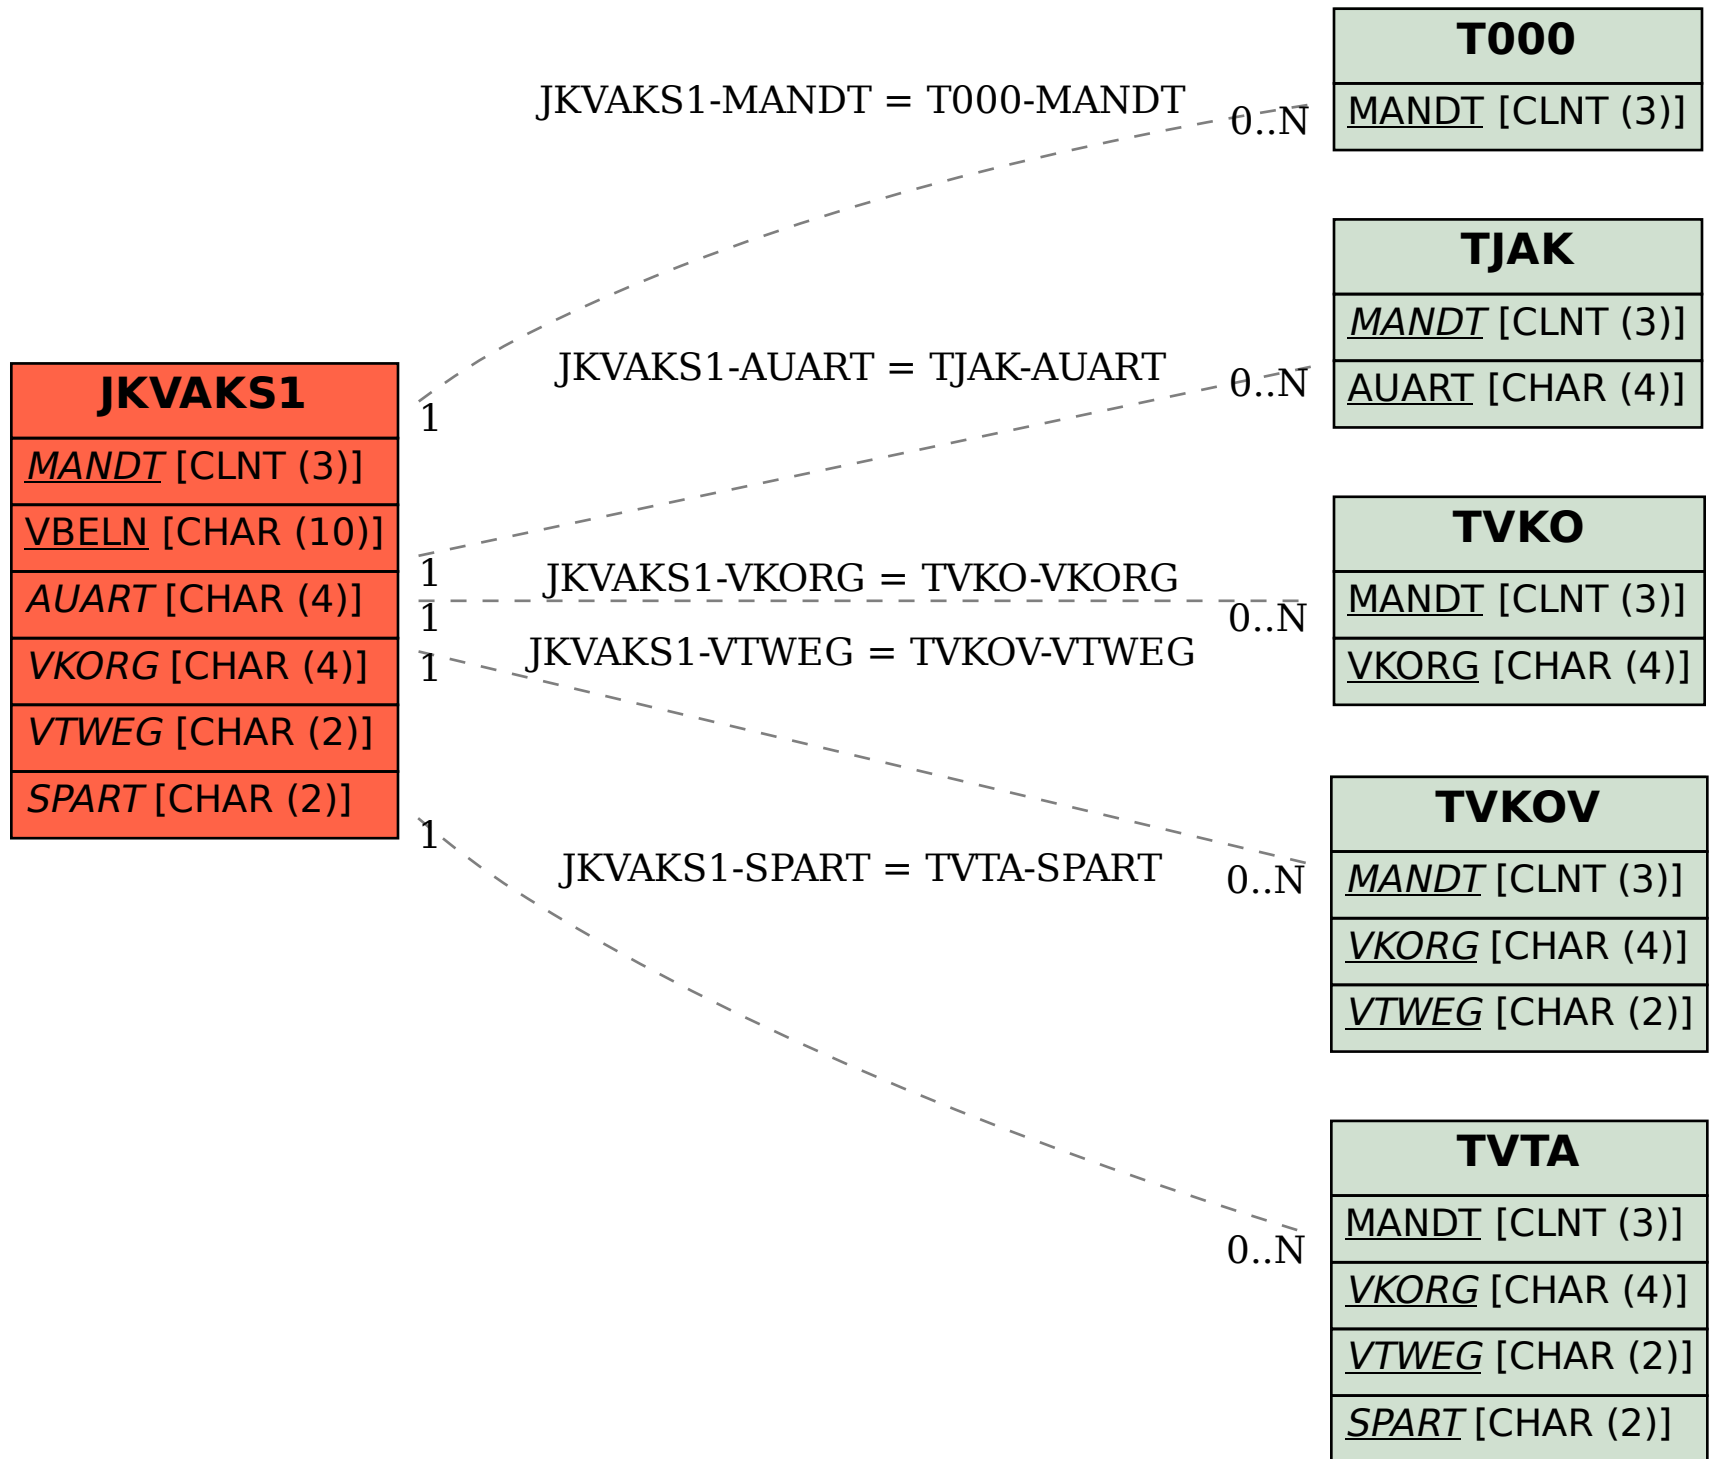 JKVAKS1
MANDT [CLNT (3)]
VBELN [CHAR (10)]
AUART [CHAR (4)]
VKORG [CHAR (4)]
VTWEG [CHAR (2)]
SPART [CHAR (2)]
JKVAKS1-MANDT = T000-MANDT
1
0..N
JKVAKS1-AUART = TJAK-AUART
1
0..N
JKVAKS1-VKORG = TVKO-VKORG
1
0..N
JKVAKS1-VTWEG = TVKOV-VTWEG
1
0..N
JKVAKS1-SPART = TVTA-SPART
1
0..N
T000
MANDT [CLNT (3)]
TJAK
MANDT [CLNT (3)]
AUART [CHAR (4)]
TVKO
MANDT [CLNT (3)]
VKORG [CHAR (4)]
TVKOV
MANDT [CLNT (3)]
VKORG [CHAR (4)]
VTWEG [CHAR (2)]
TVTA
MANDT [CLNT (3)]
VKORG [CHAR (4)]
VTWEG [CHAR (2)]
SPART [CHAR (2)]